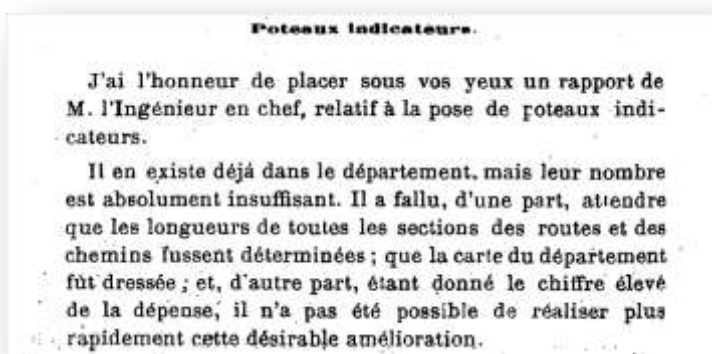 Poteaux indicateurs.
J'ai l'honneur de placer sous vos yeux un rapport de
M. l'Ingénieur en chef, relatif à la pose de poteaux indi-
cateurs.
Il en existe déjà dans le département, mais leur nombre
est absolument insuffisant. Il a fallu, d'une part, attendre
que les longueurs de toutes les sections des routes et des
chemins fussent déterminées ; que la carte du département
fût dressée ; et, d'autre part, étant donné le chiffre élevé
de la dépense, il n'a pas été possible de réaliser plus
rapidement cette désirable amélioration.